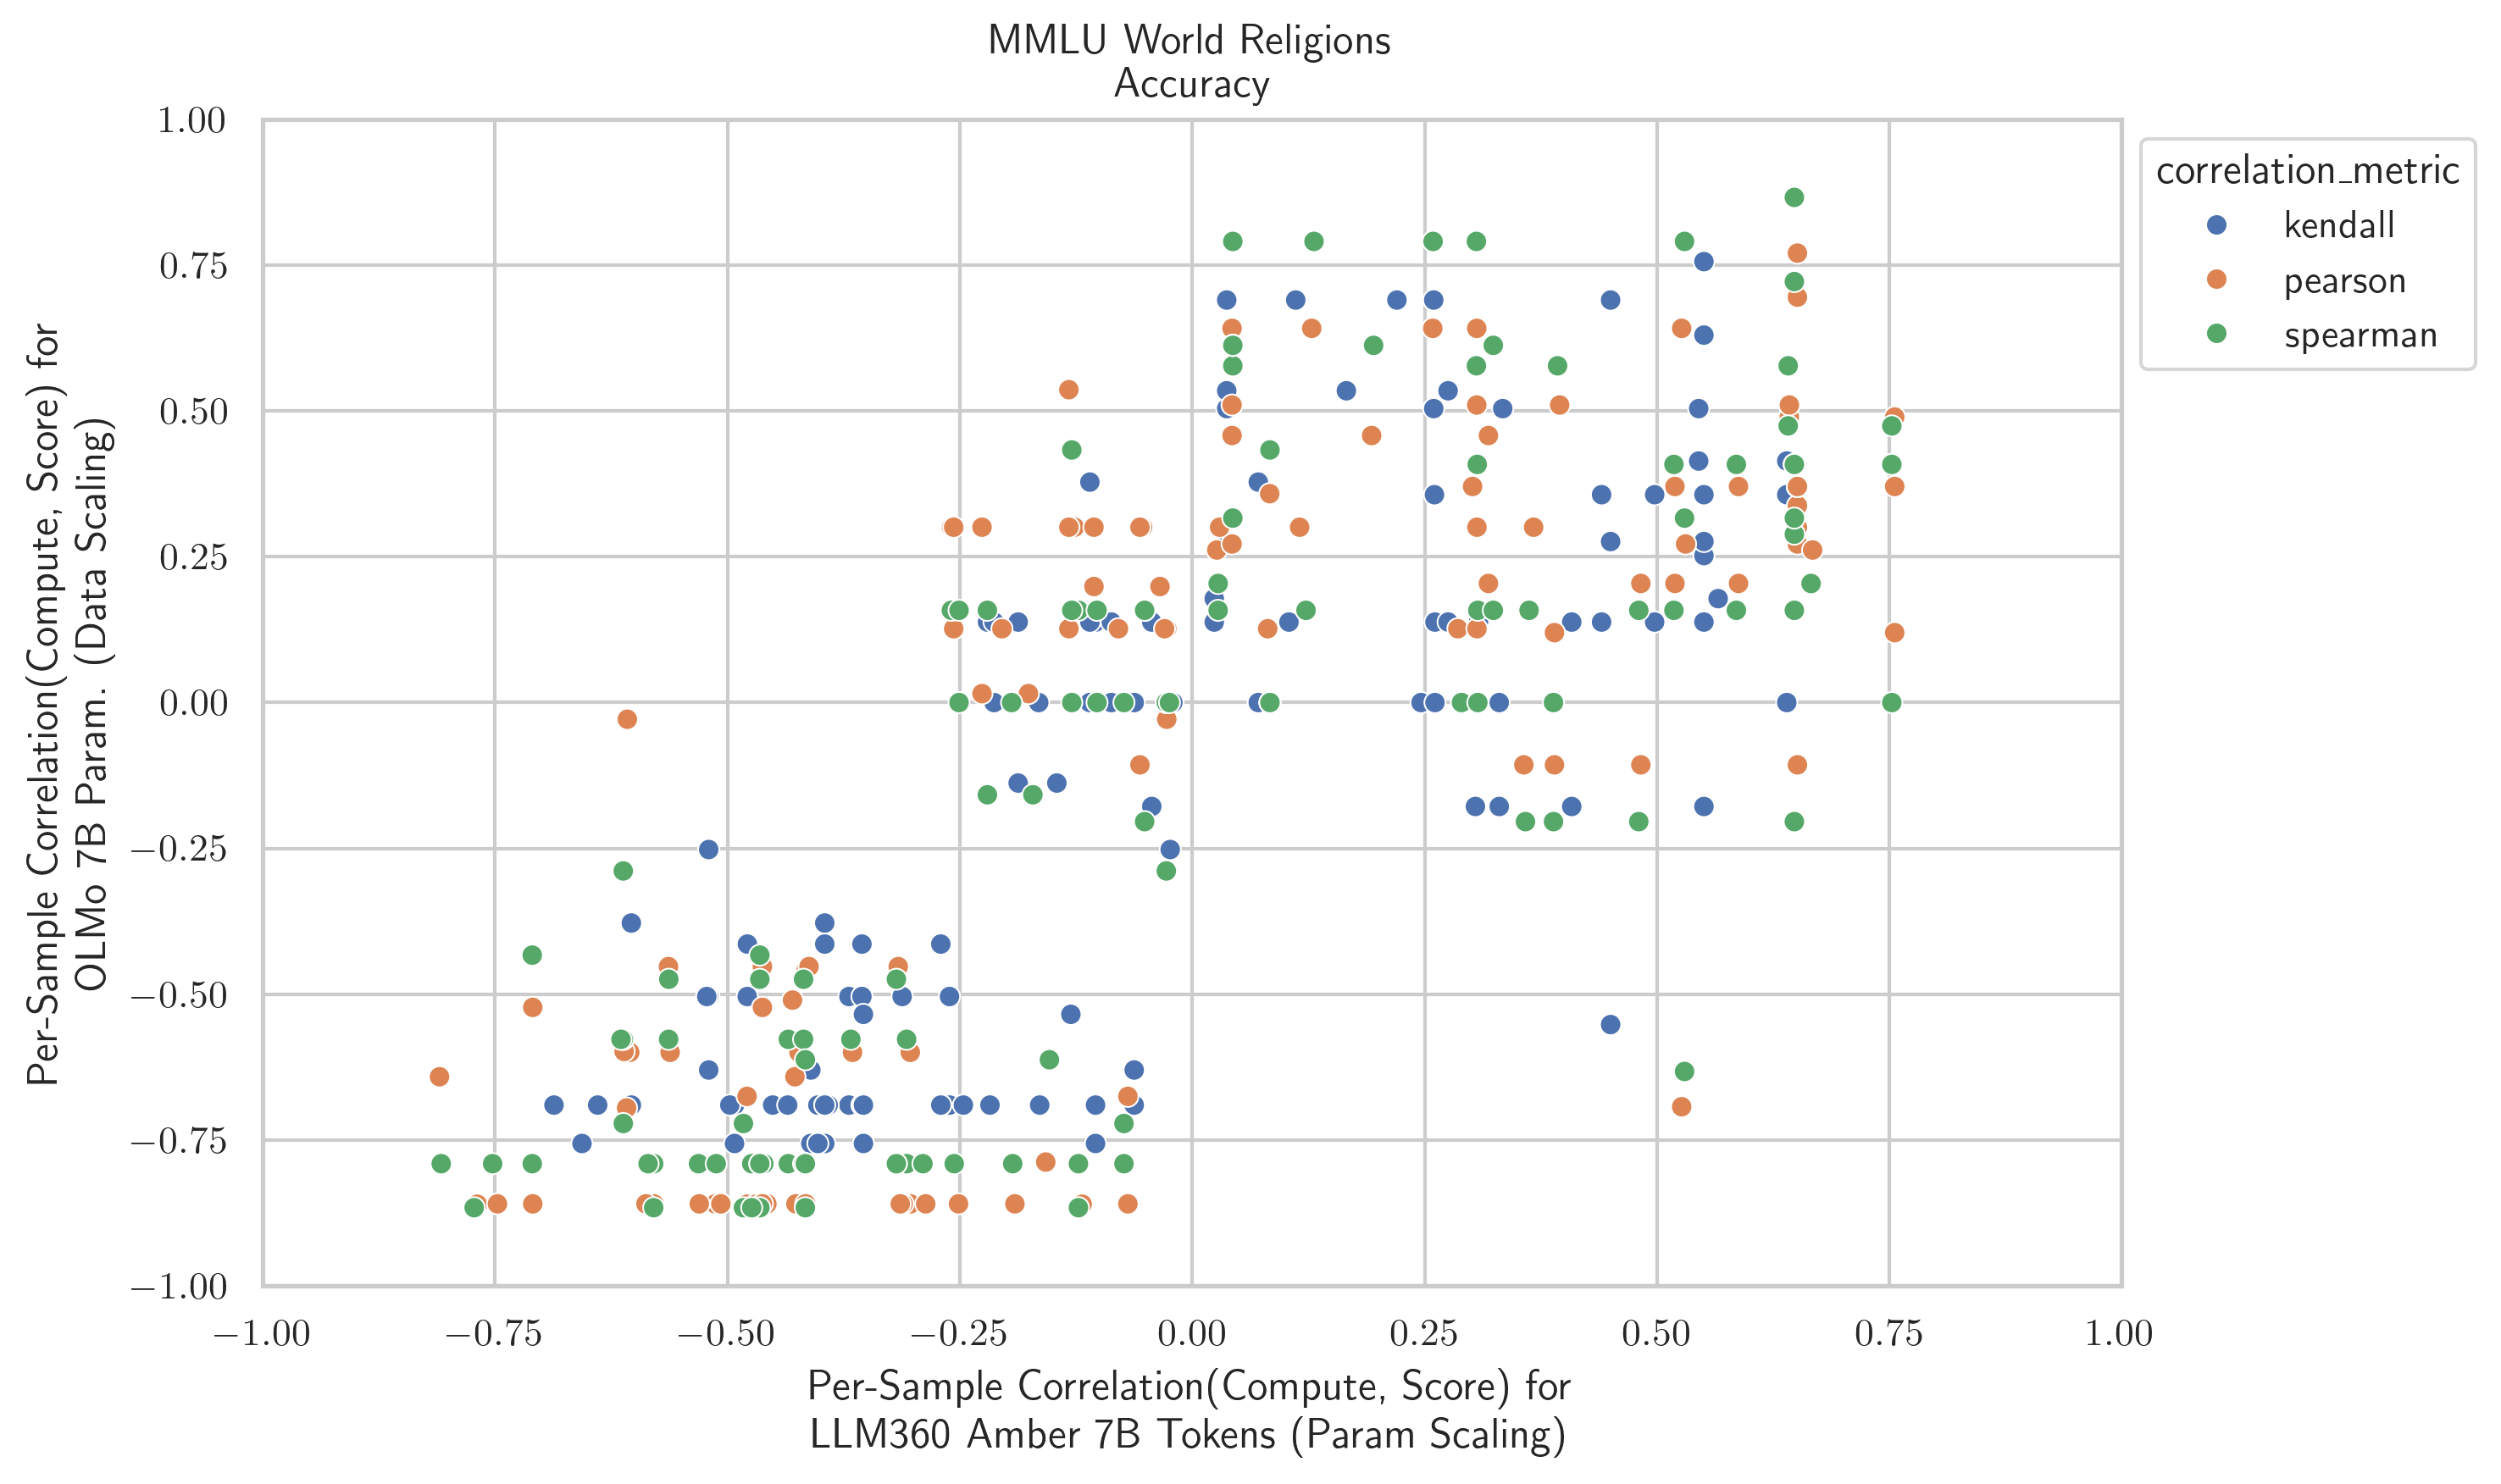 MMLU World Religions
Accuracy
Per-Sample Correlation(Compute, Score) for
OLMo 7B Param. (Data Scaling)
1.00
0.75
0.50
0.25
0.00
−0.25
−0.50
−0.75
−1.00
−1.00 −0.75 −0.50 −0.25 0.00 0.25 0.50 0.75 1.00
Per-Sample Correlation(Compute, Score) for
LLM360 Amber 7B Tokens (Param Scaling)
correlation_metric
kendall
pearson
spearman